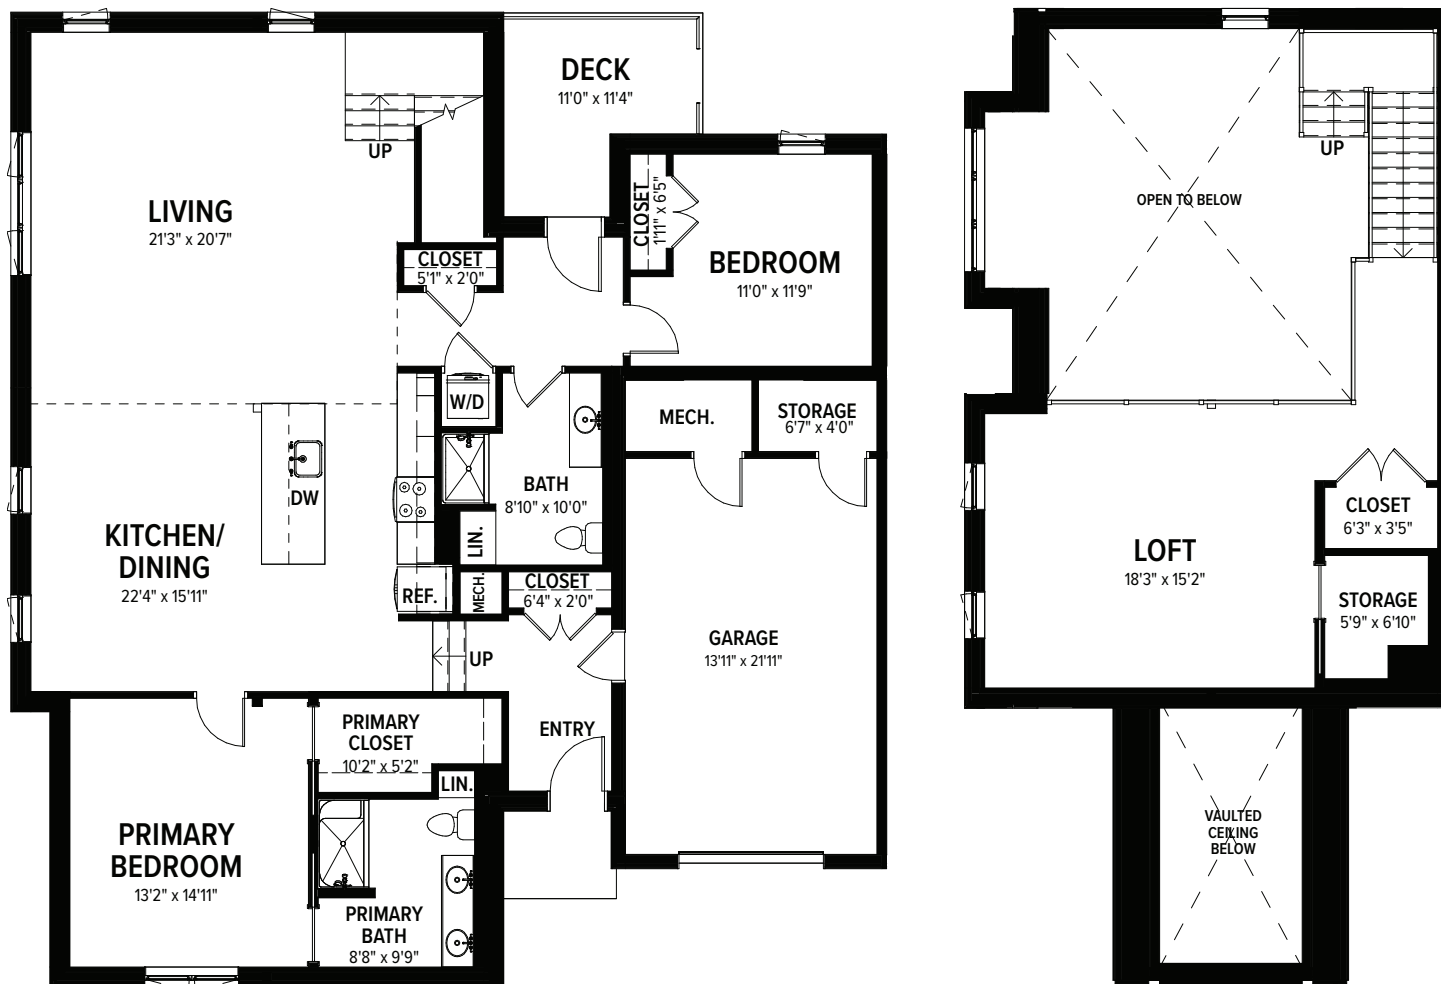 DECK
11'0" x 11'4"
UP
LIVING
21'3" x 20'7"
CLOSET
5'1" x 2'0"
CLOSET
1'11" x 6'5"
BEDROOM
11'0" x 11'9"
W/D
MECH.
STORAGE
6'7" x 4'0"
DW
BATH
8'10" x 10'0"
LIN.
KITCHEN/
DINING
22'4" x 15'11"
REF.
MECH.
CLOSET
6'4" x 2'0"
UP
GARAGE
13'11" x 21'11"
ENTRY
PRIMARY
CLOSET
10'2" x 5'2"
LIN.
PRIMARY
BEDROOM
13'2" x 14'11"
PRIMARY
BATH
8'8" x 9'9"
UP
OPEN TO BELOW
CLOSET
6'3" x 3'5"
LOFT
18'3" x 15'2"
STORAGE
5'9" x 6'10"
VAULTED
CEILING
BELOW